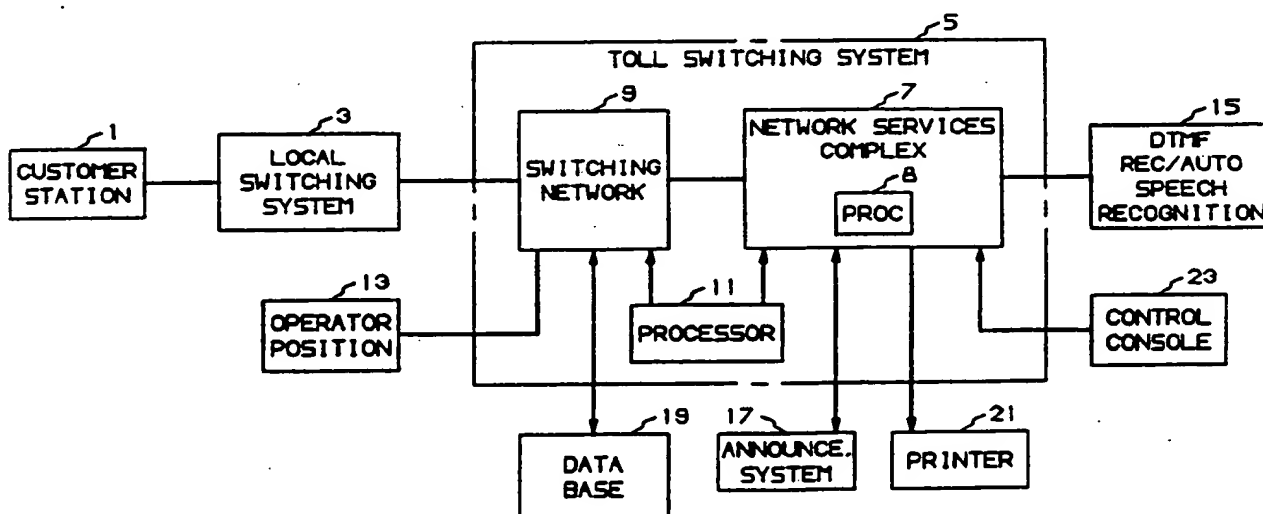 5
TOLL SWITCHING SYSTEM
1
CUSTOMER
STATION
3
LOCAL
SWITCHING
SYSTEM
9
SWITCHING
NETWORK
7
NETWORK SERVICES
COMPLEX
8
PROC
15
DTMF
REC/AUTO
SPEECH
RECOGNITION
13
OPERATOR
POSITION
11
PROCESSOR
23
CONTROL
CONSOLE
19
DATA
BASE
17
ANNOUNCE.
SYSTEM
21
PRINTER